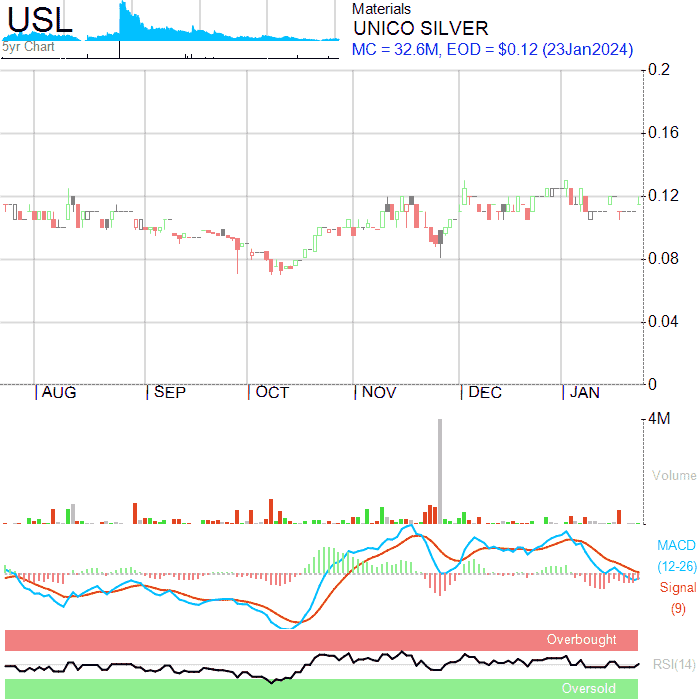 USL
5yr Chart
Materials
UNICO SILVER
MC = 32.6M, EOD = $0.12 (23Jan2024)
0.2
0.16
0.12
0.08
0.04
0
AUG SEP OCT NOV DEC JAN
4M
Volume
MACD
(12-26)
Signal
(9)
Overbought
RSI(14)
Oversold